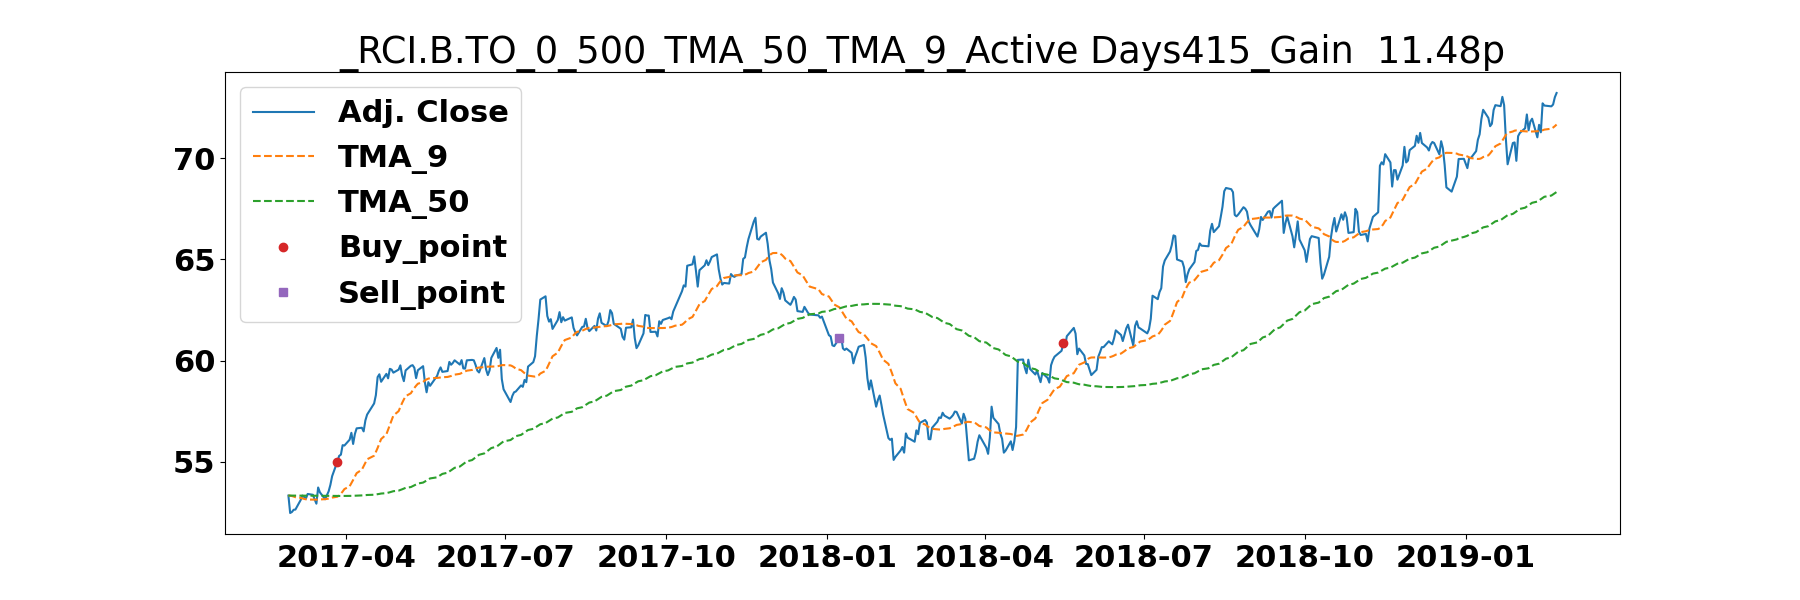 _RCI.B.TO_0_500_TMA_50_TMA_9_Active Days415_Gain  11.48p
Adj. Close
TMA_9
TMA_50
Buy_point
Sell_point
70
65
60
55
2017-04 2017-07 2017-10 2018-01 2018-04 2018-07 2018-10 2019-01